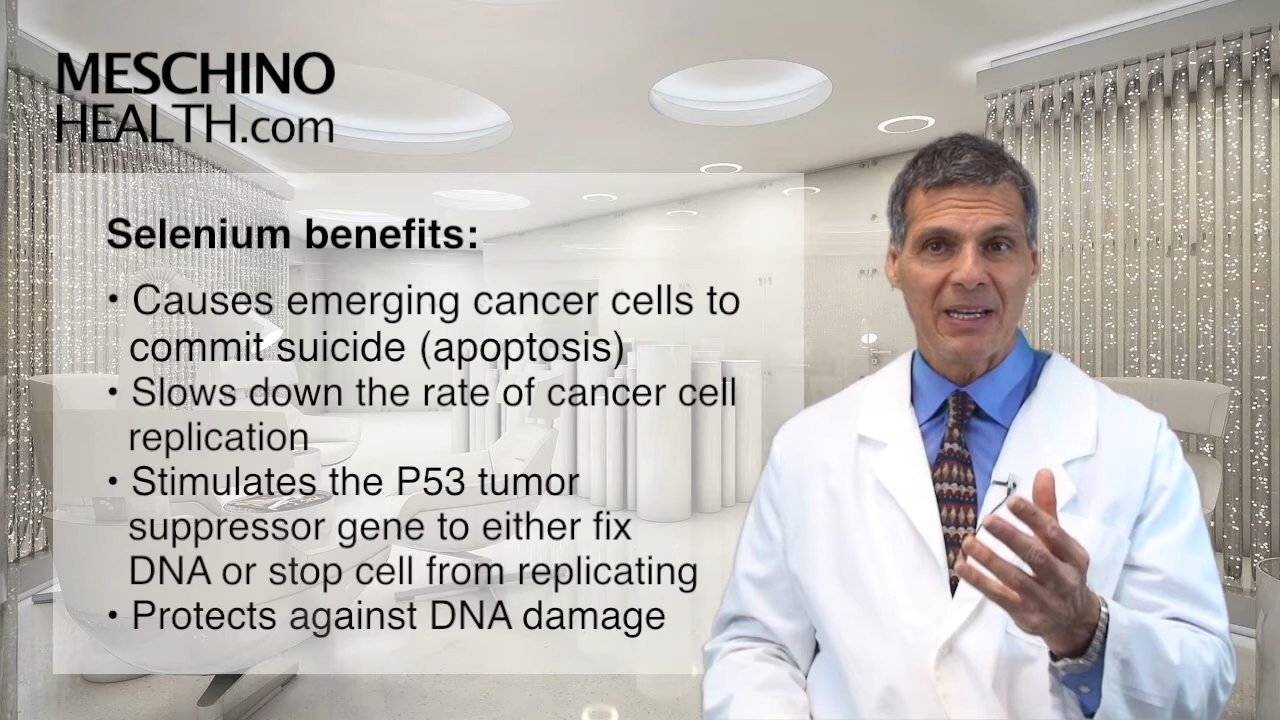 MESCHINO
HEALTH.com
Selenium benefits:
• Causes emerging cancer cells to
commit suicide (apoptosis)
• Slows down the rate of cancer cell
replication
• Stimulates the P53 tumor
suppressor gene to either fix
DNA or stop cell from replicating
• Protects against DNA damage